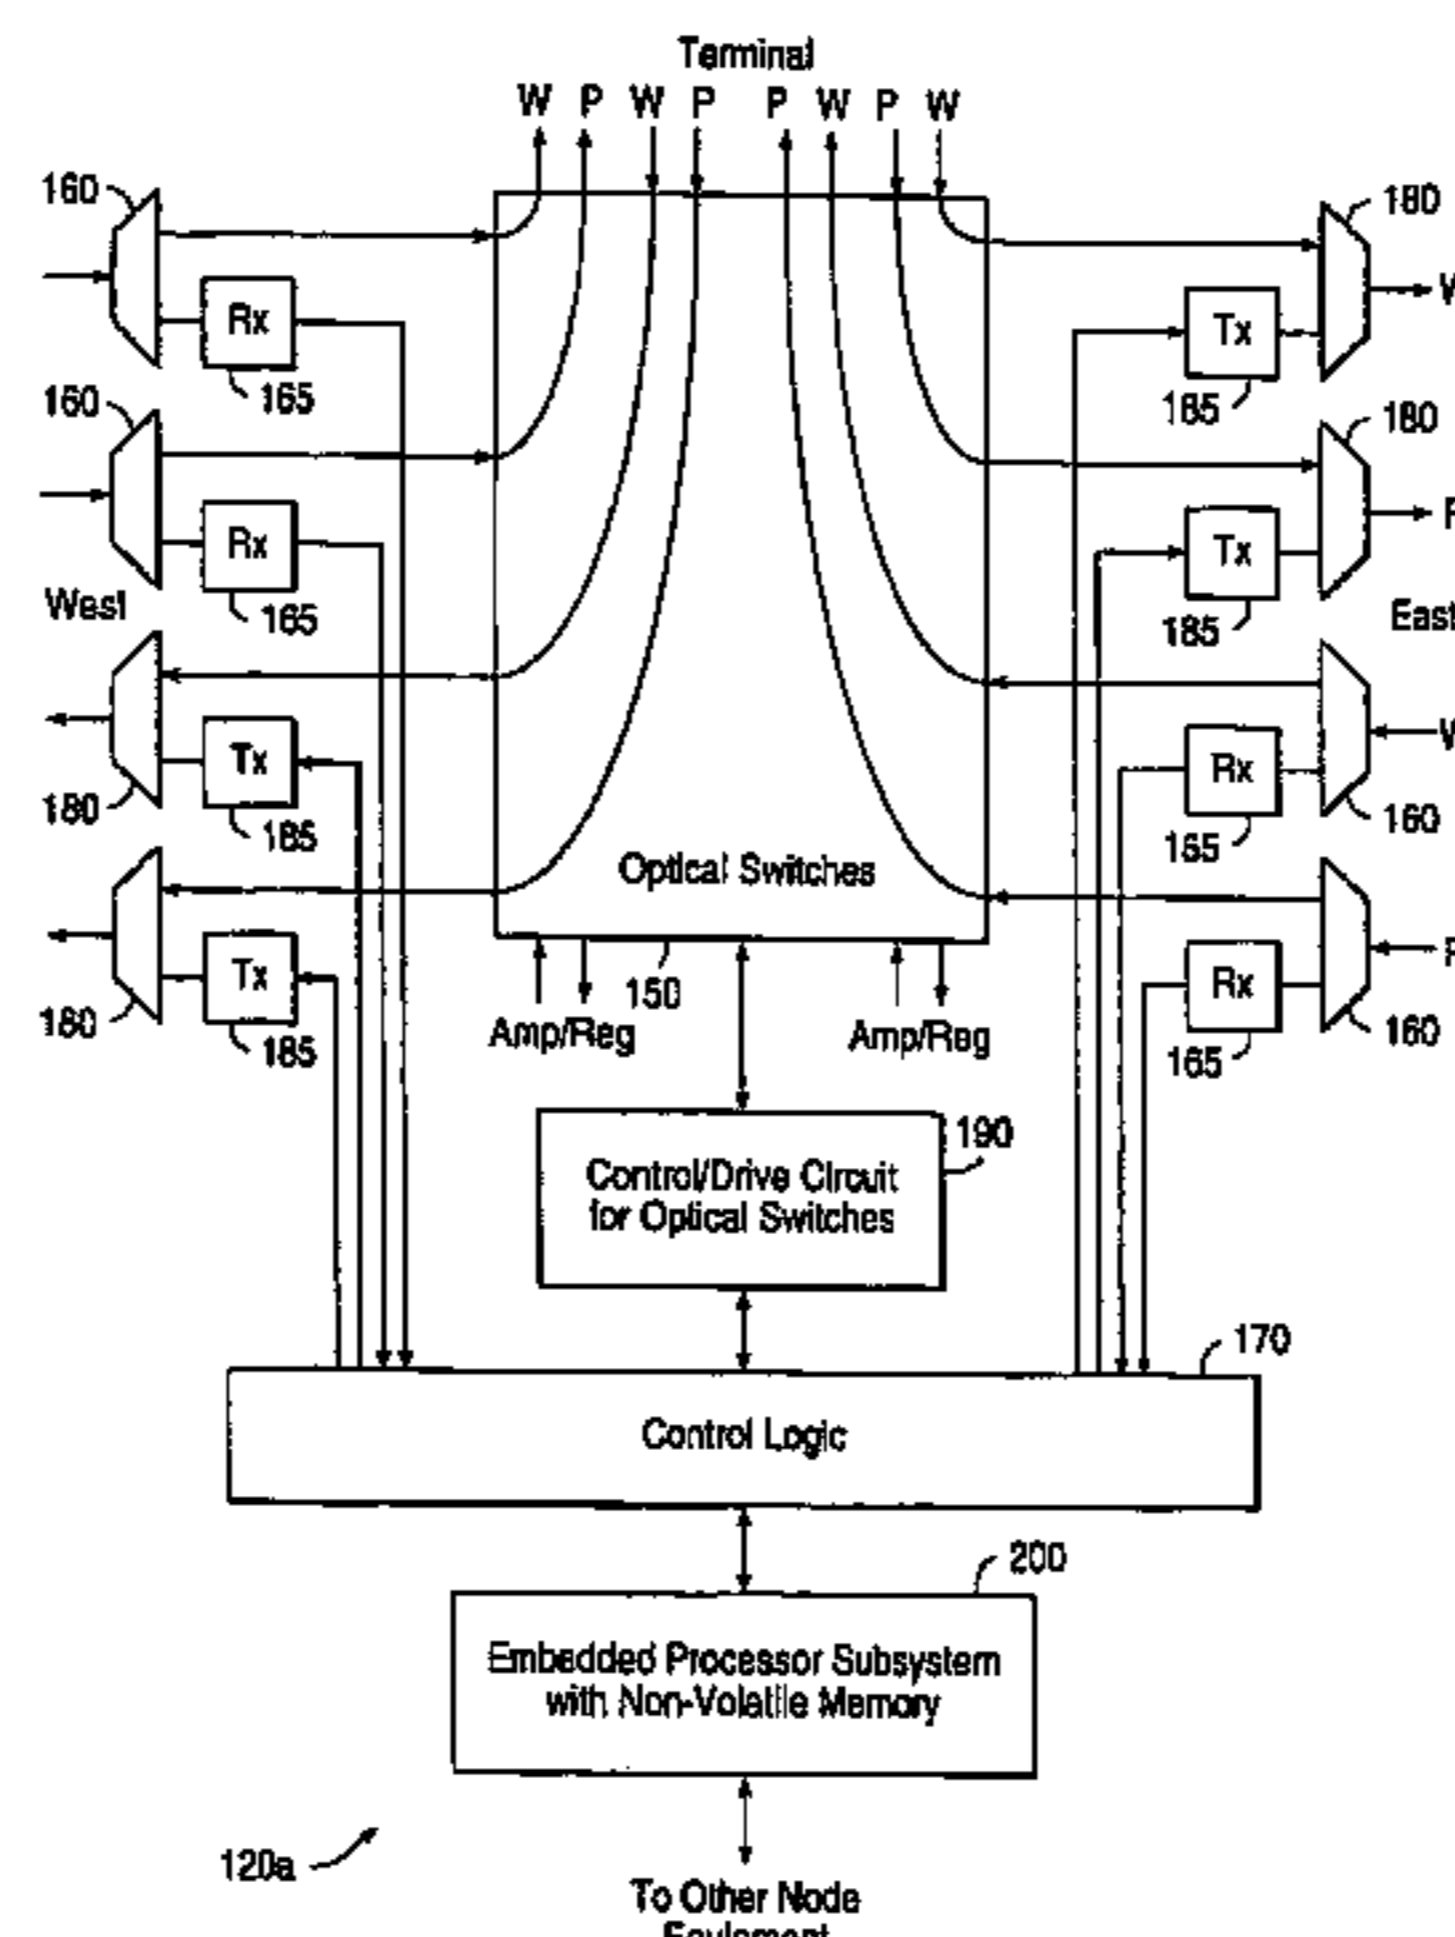 Terminal
W P W P P W P W
160
180
Rx
Tx
165
185
160
180
Rx
Tx
165
185
West
East
180
Tx
Rx
160
185
165
Optical Switches
180
Tx
Rx
160
185
165
150
Amp/Reg
Amp/Reg
190
Control/Drive Circuit
for Optical Switches
170
Control Logic
200
Embedded Processor Subsystem
with Non-Volatile Memory
120a
To Other Node
Equipment